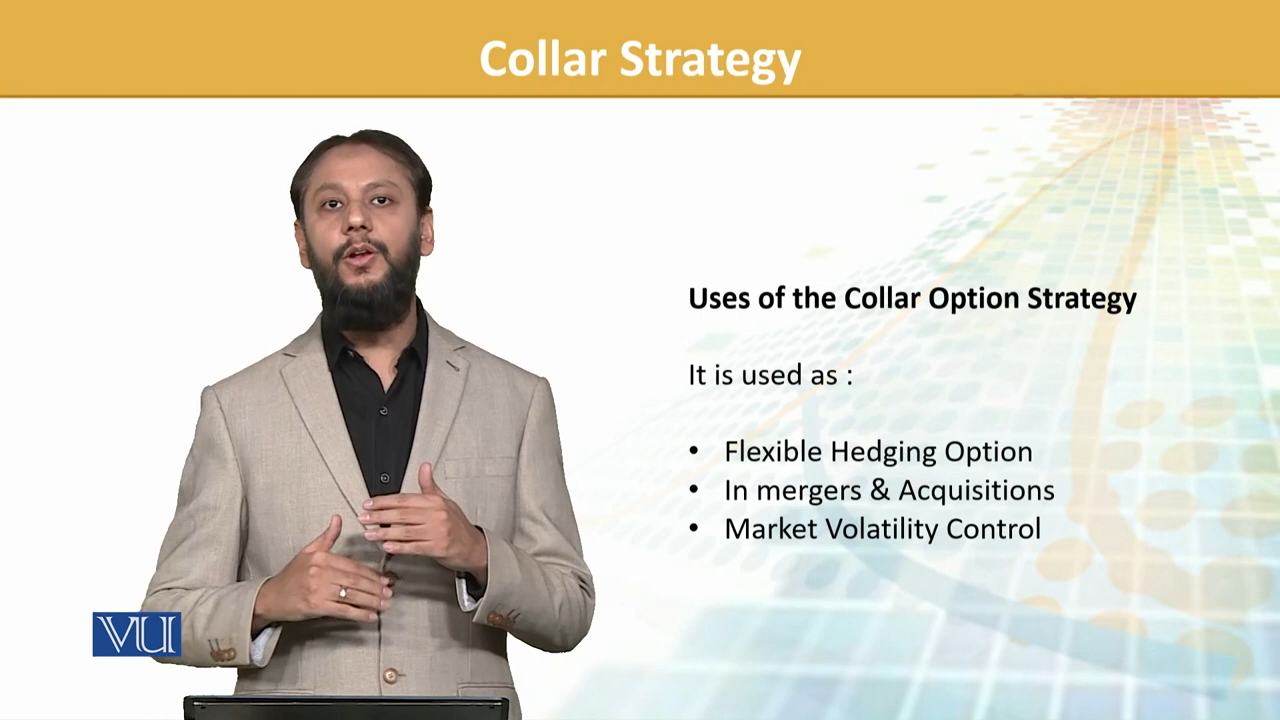 Collar Strategy
Uses of the Collar Option Strategy
It is used as :
• Flexible Hedging Option
• In mergers & Acquisitions
• Market Volatility Control
VU